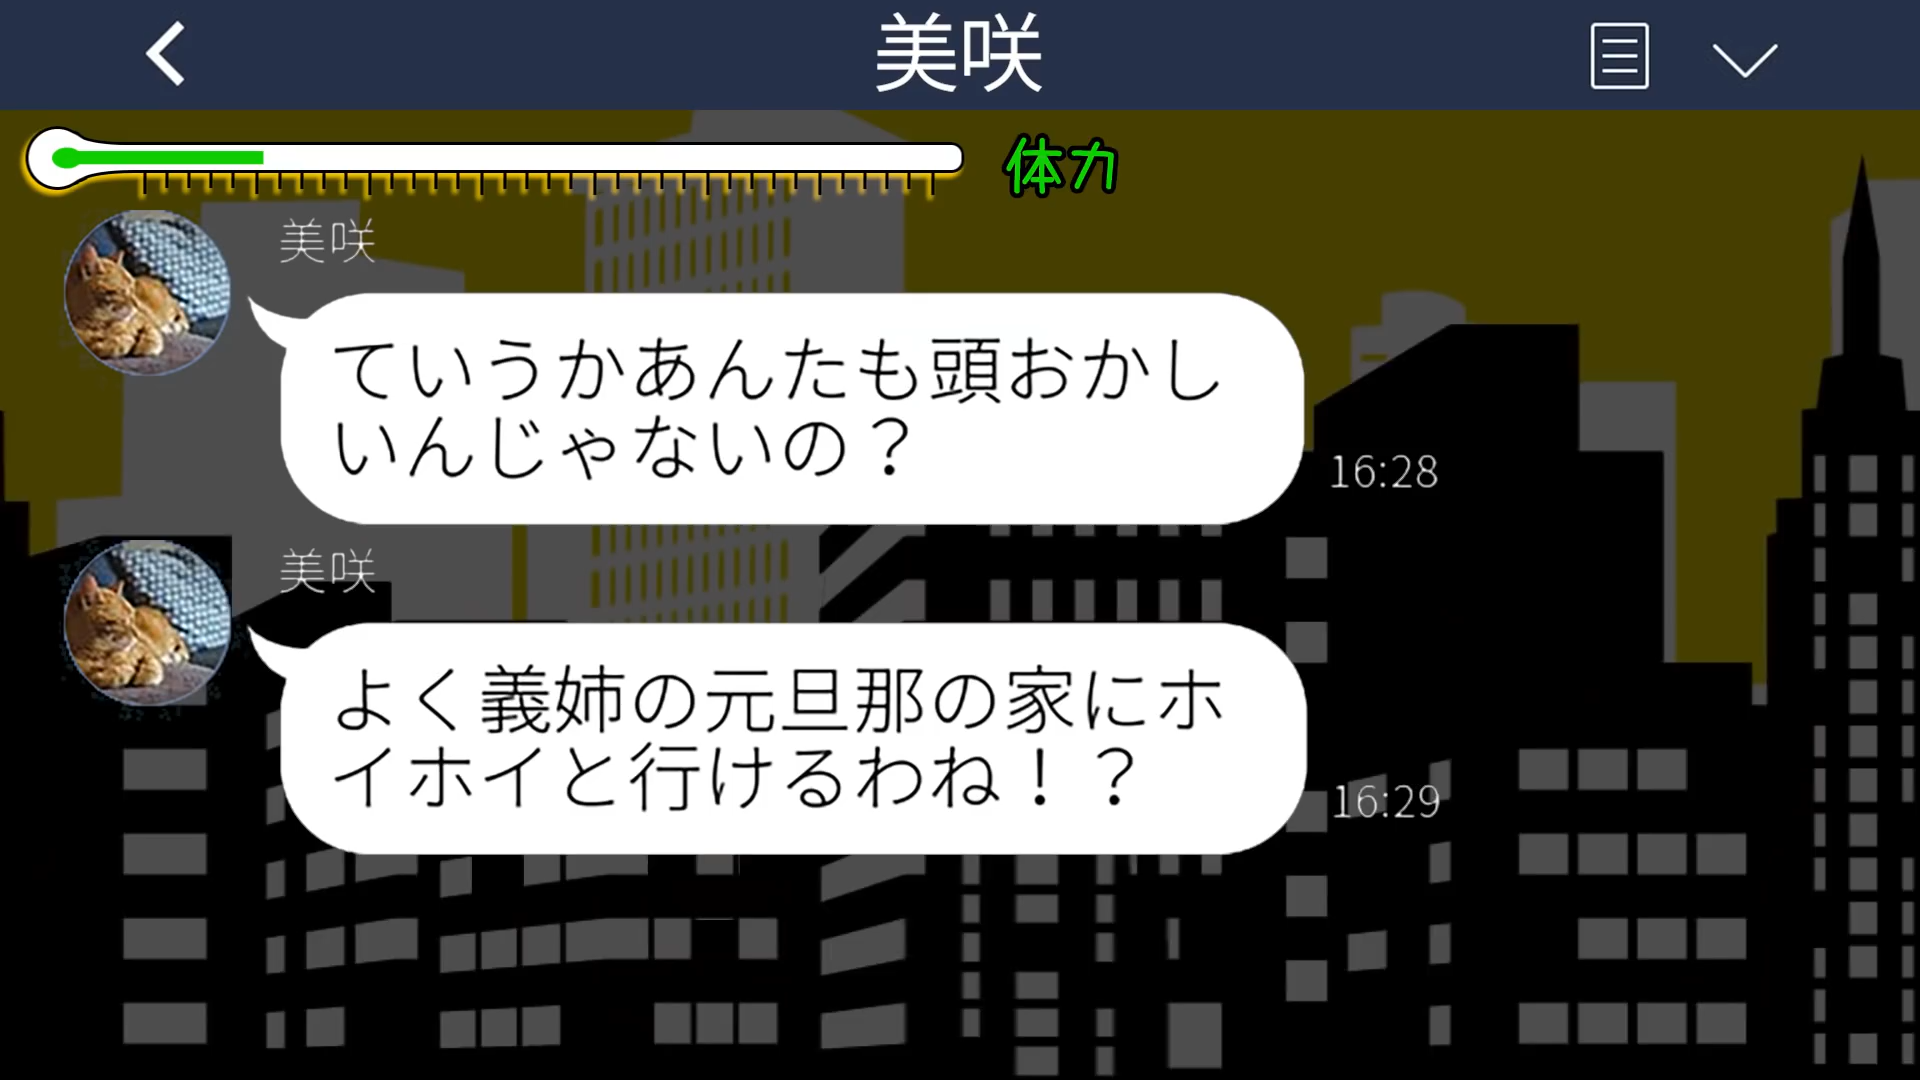 美咲
体力
美咲
ていうかあんたも頭おかし
いんじゃないの？
16:28
美咲
よく義姉の元旦那の家にホ
イホイと行けるわね！？
16:29